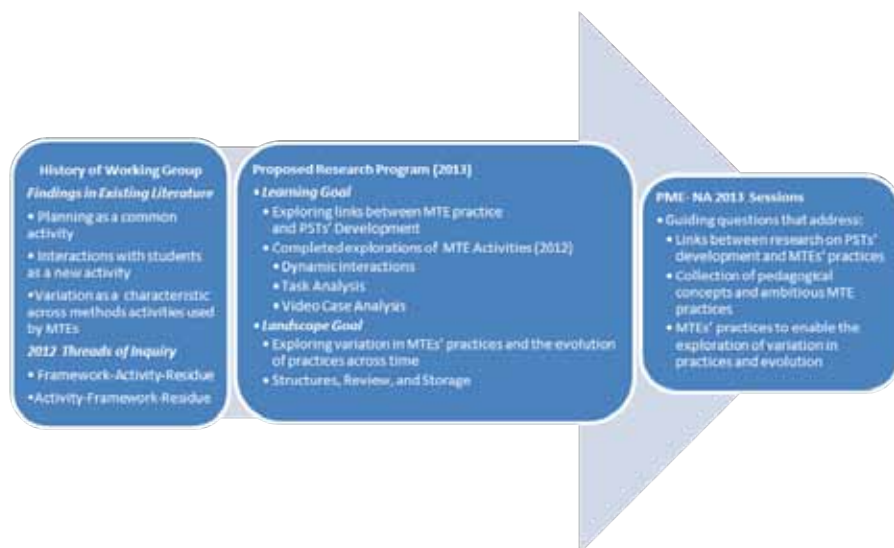 History of Working Group
Findings in Existing Literature
• Planning as a common
activity
• Interactions with students
as a new activity
•Variation as a characteristic
across methods activities used
by MTEs
2012 Threads of Inquiry
• Framework-Activity-Residue
•Activity-Framework-Residue
Proposed Research Program (2013)
• Learning Goal
• Exploring links between MTE practice
and PSTs' Development
• Completed explorations of MTE Activities (2012)
• Dynamic Interactions
• Task Analysis
• Video Case Analysis
• Landscape Goal
• Exploring variation in MTEs' practices and the evolution
of practices across time
• Structures, Review, and Storage
PME- NA 2013 Sessions
• Guiding questions that address:
• Links between research on PSTs'
development and MTEs' practices
• Collection of pedagogical
concepts and ambitious MTE
practices
• MTEs' practices to enable the
exploration of variation in
practices and evolution